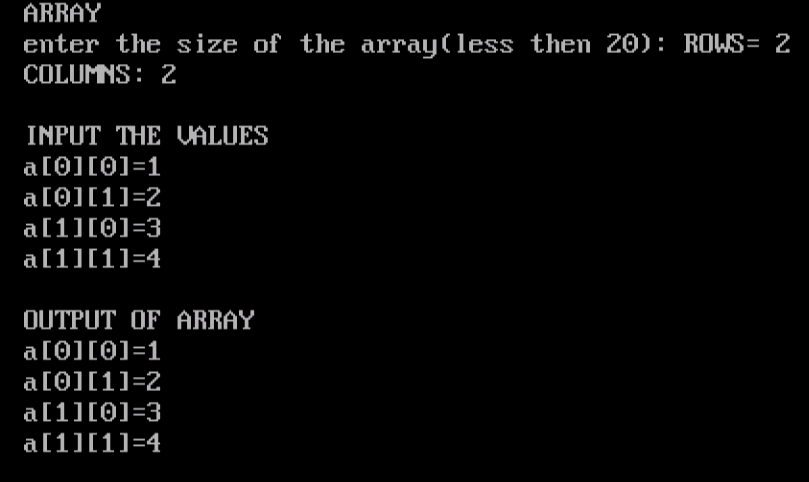 ARRAY
enter the size of the array(less then 20): ROWS= 2
COLUMNS: 2
INPUT THE VALUES
a[0][0]=1
a[0][1]=2
a[1][0]=3
a[1][1]=4
OUTPUT OF ARRAY
a[0][0]=1
a[0][1]=2
a[1][0]=3
a[1][1]=4